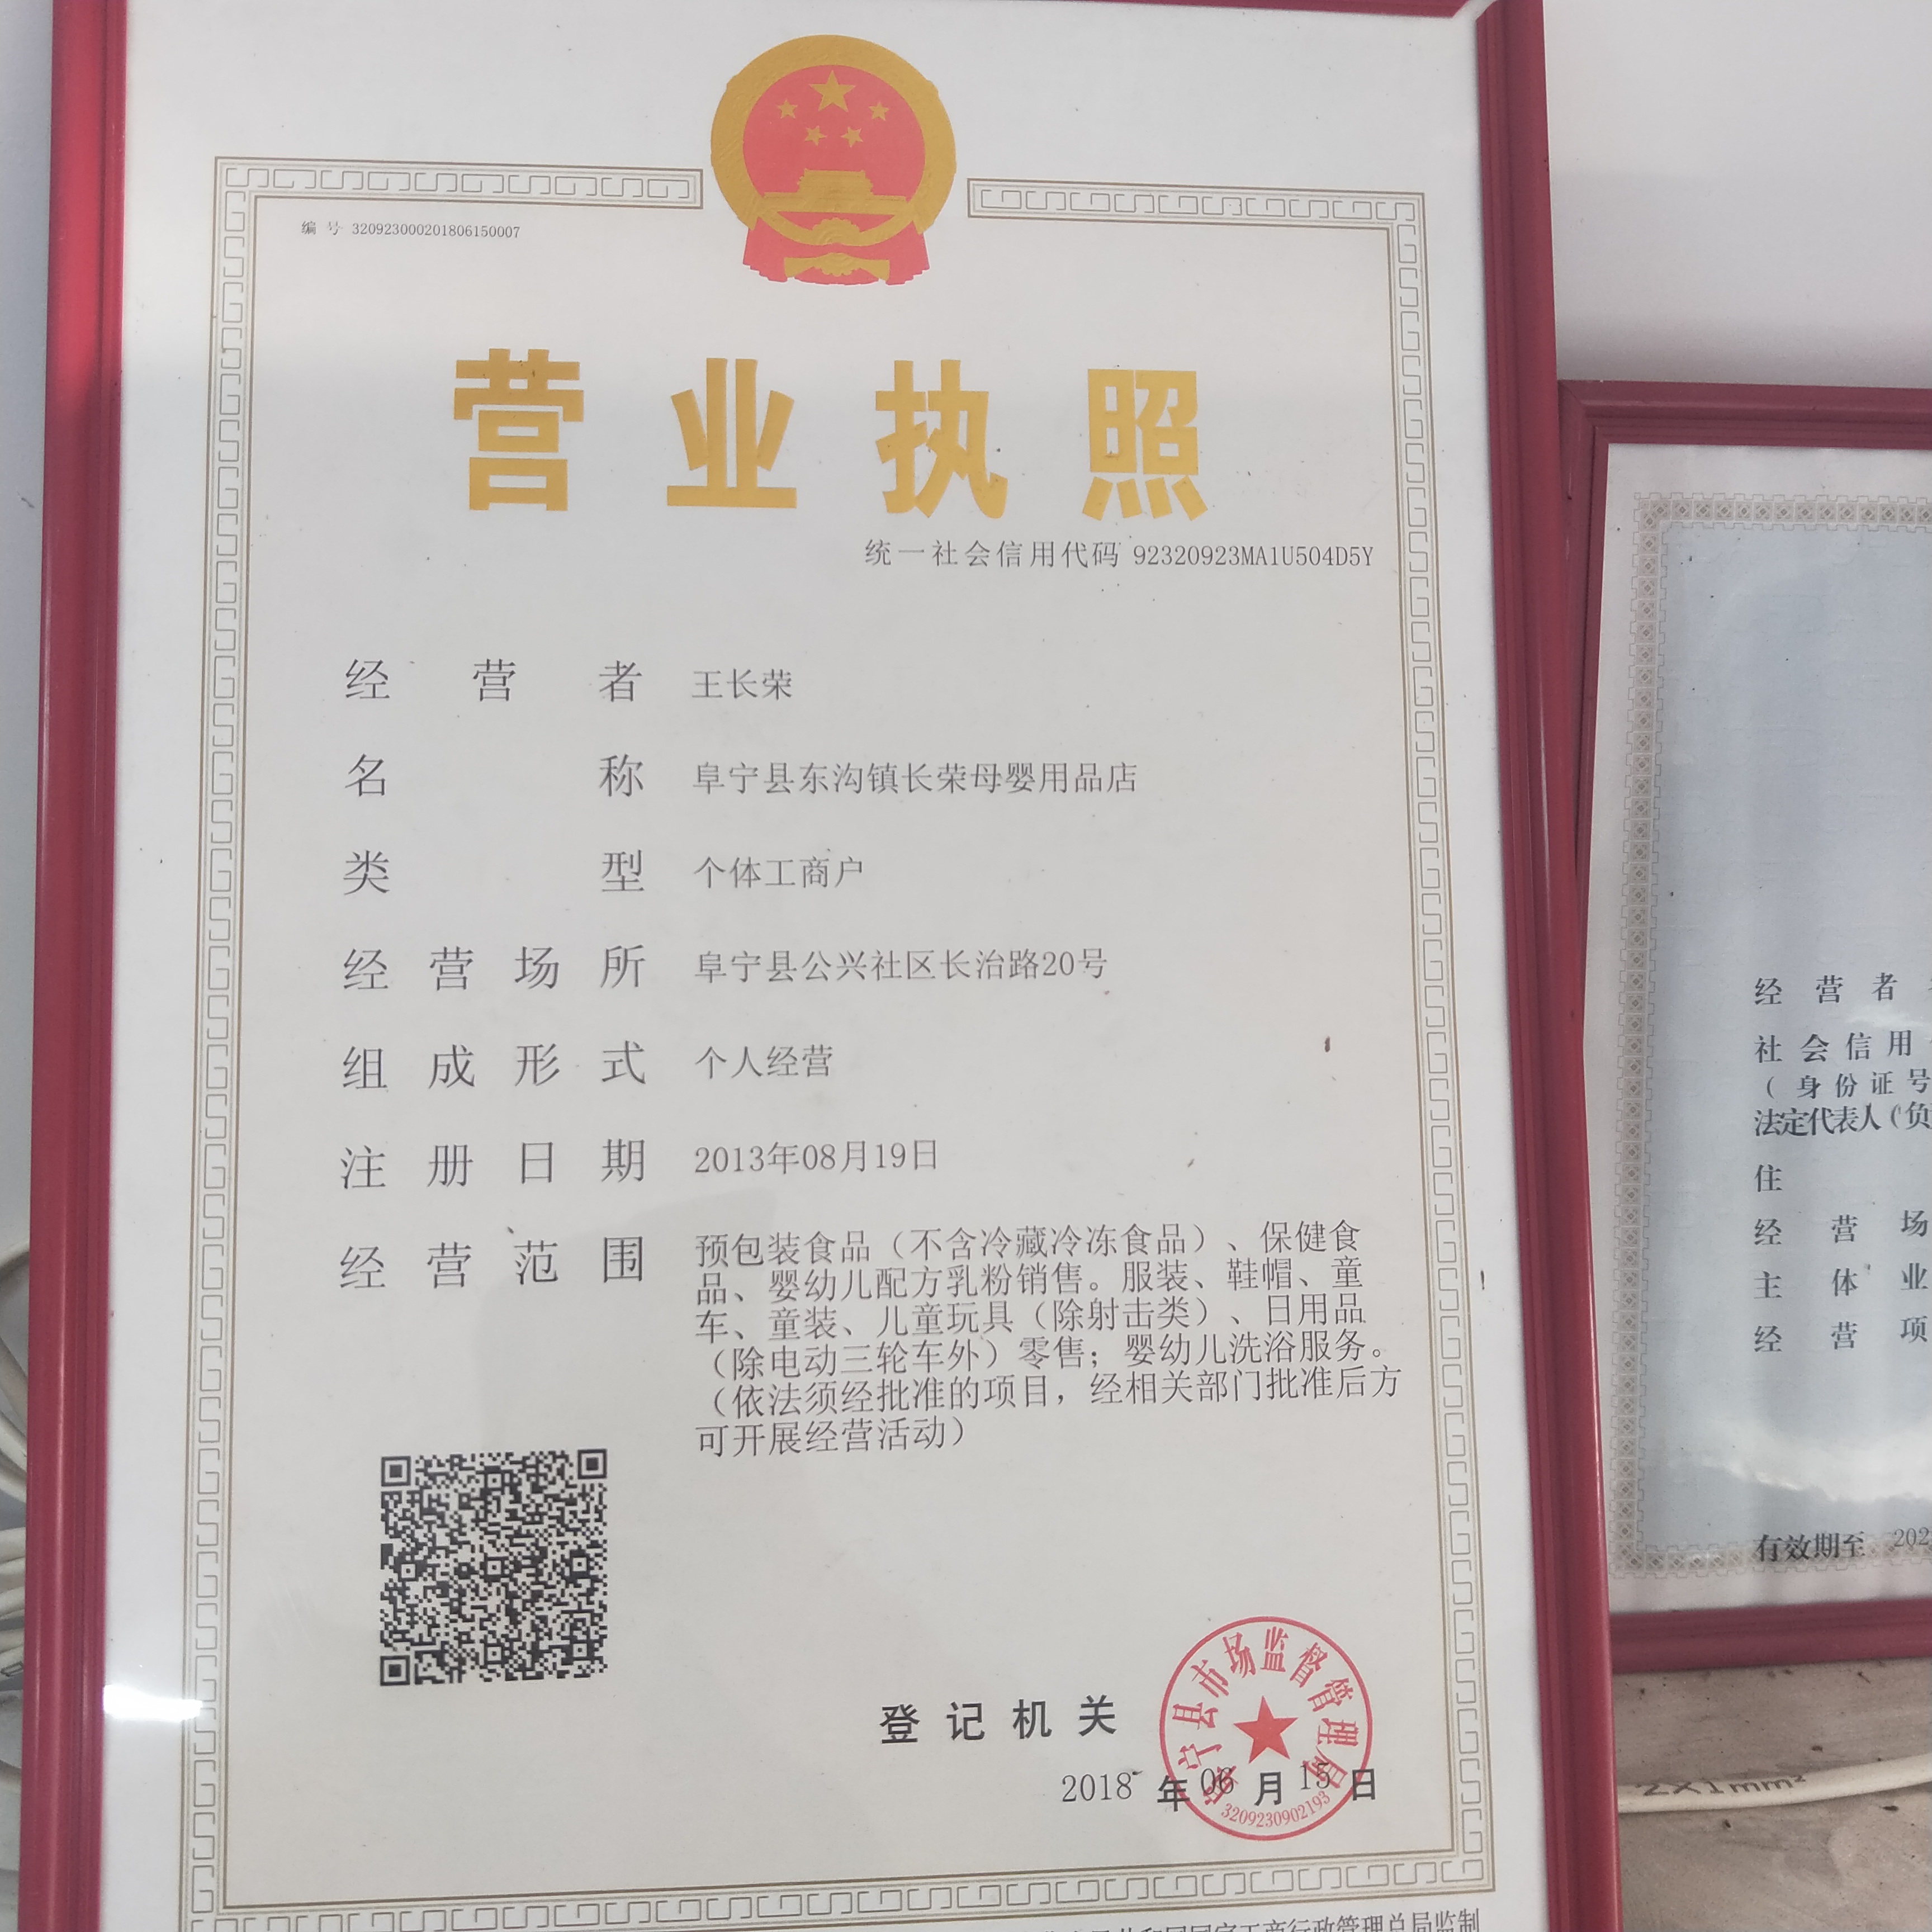 编 号 320923000201806150007
营业执照
统一社会信用代码 92320923MA1U504D5Y
经营者 王长荣
名称 阜宁县东沟镇长荣母婴用品店
类型 个体工商户
经营场所 阜宁县公兴社区长治路20号
组成形式 个人经营
注册日期 2013年08月19日
经营范围 预包装食品（不含冷藏冷冻食品）、保健食
品、婴幼儿配方乳粉销售。服装、鞋帽、童
车、童装、儿童玩具（除射击类）、日用品
（除电动三轮车外）零售；婴幼儿洗浴服务。
（依法须经批准的项目，经相关部门批准后方
可开展经营活动）
登记机关
阜宁县市场监督管理局
2018 年 06 月 15 日
3209230902193
国家工商行政管理总局监制
经营者
社会信用
（身份证号
法定代表人（负
住
经营场
主体业
经营项
有效期至 202
2X1mm²